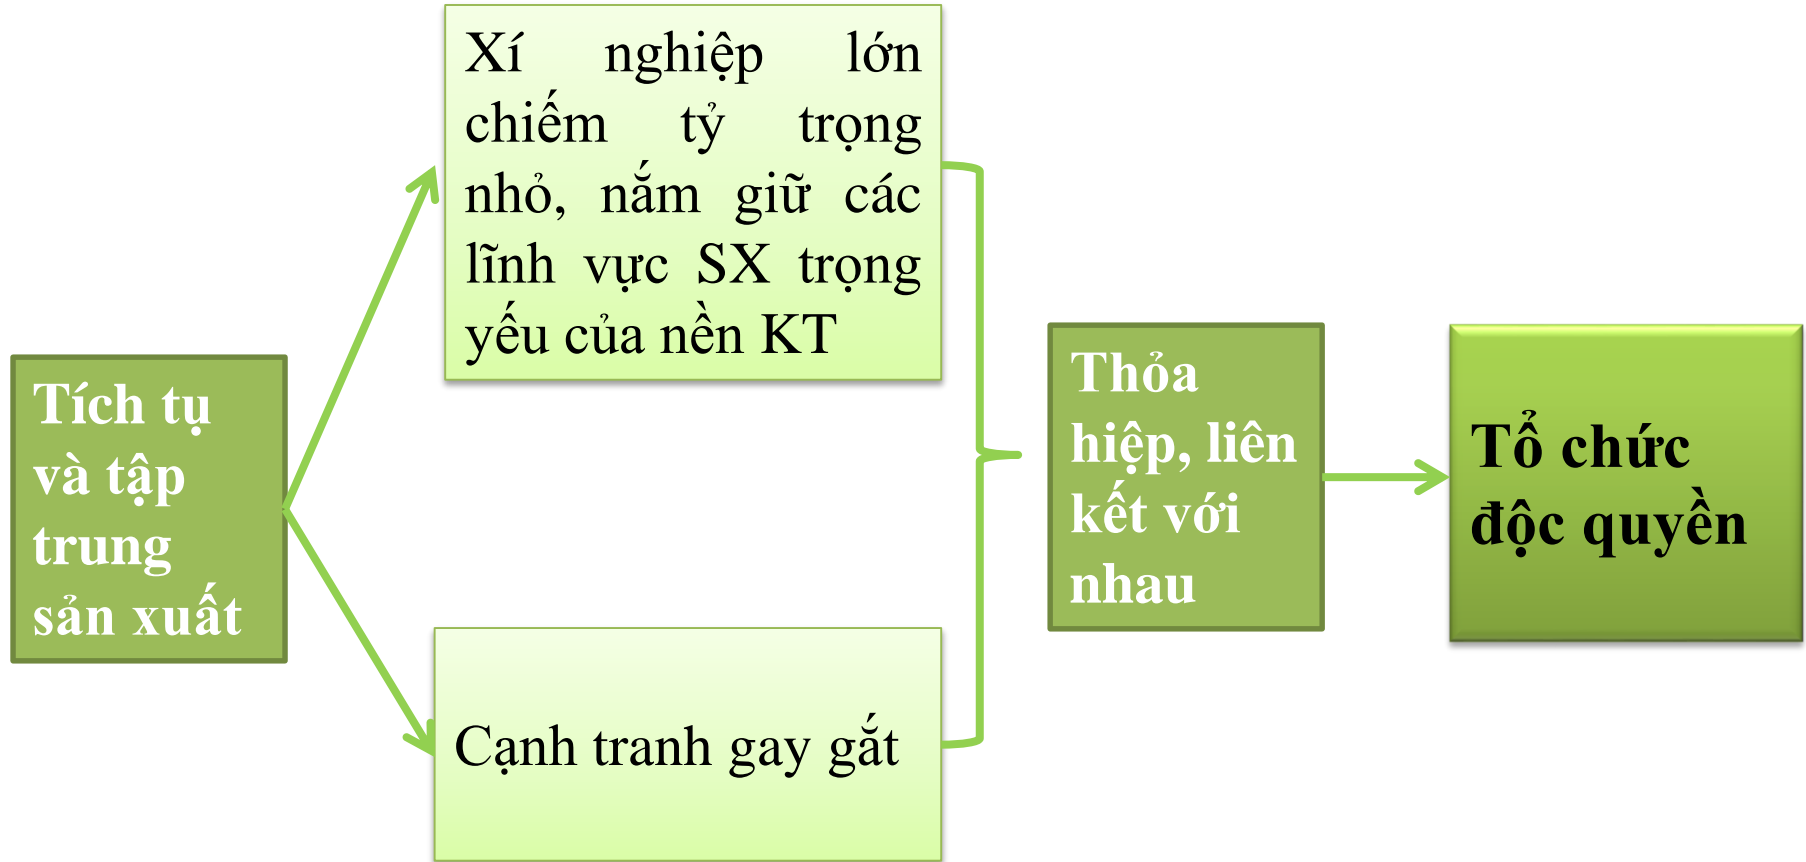 Tích tụ
và tập
trung
sản xuất
Xí nghiệp lớn
chiếm tỷ trọng
nhỏ, nắm giữ các
lĩnh vực SX trọng
yếu của nền KT
Cạnh tranh gay gắt
Thỏa
hiệp, liên
kết với
nhau
Tổ chức
độc quyền